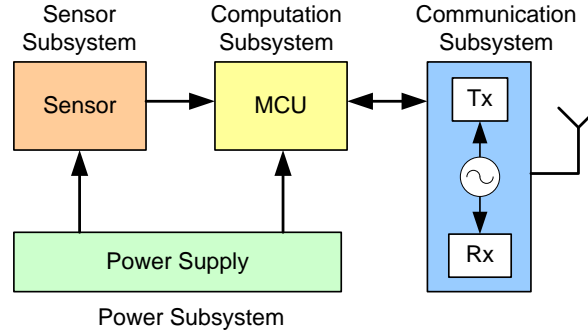 Sensor
Subsystem
Computation
Subsystem
Communication
Subsystem
Sensor
MCU
Tx
Rx
Power Supply
Power Subsystem